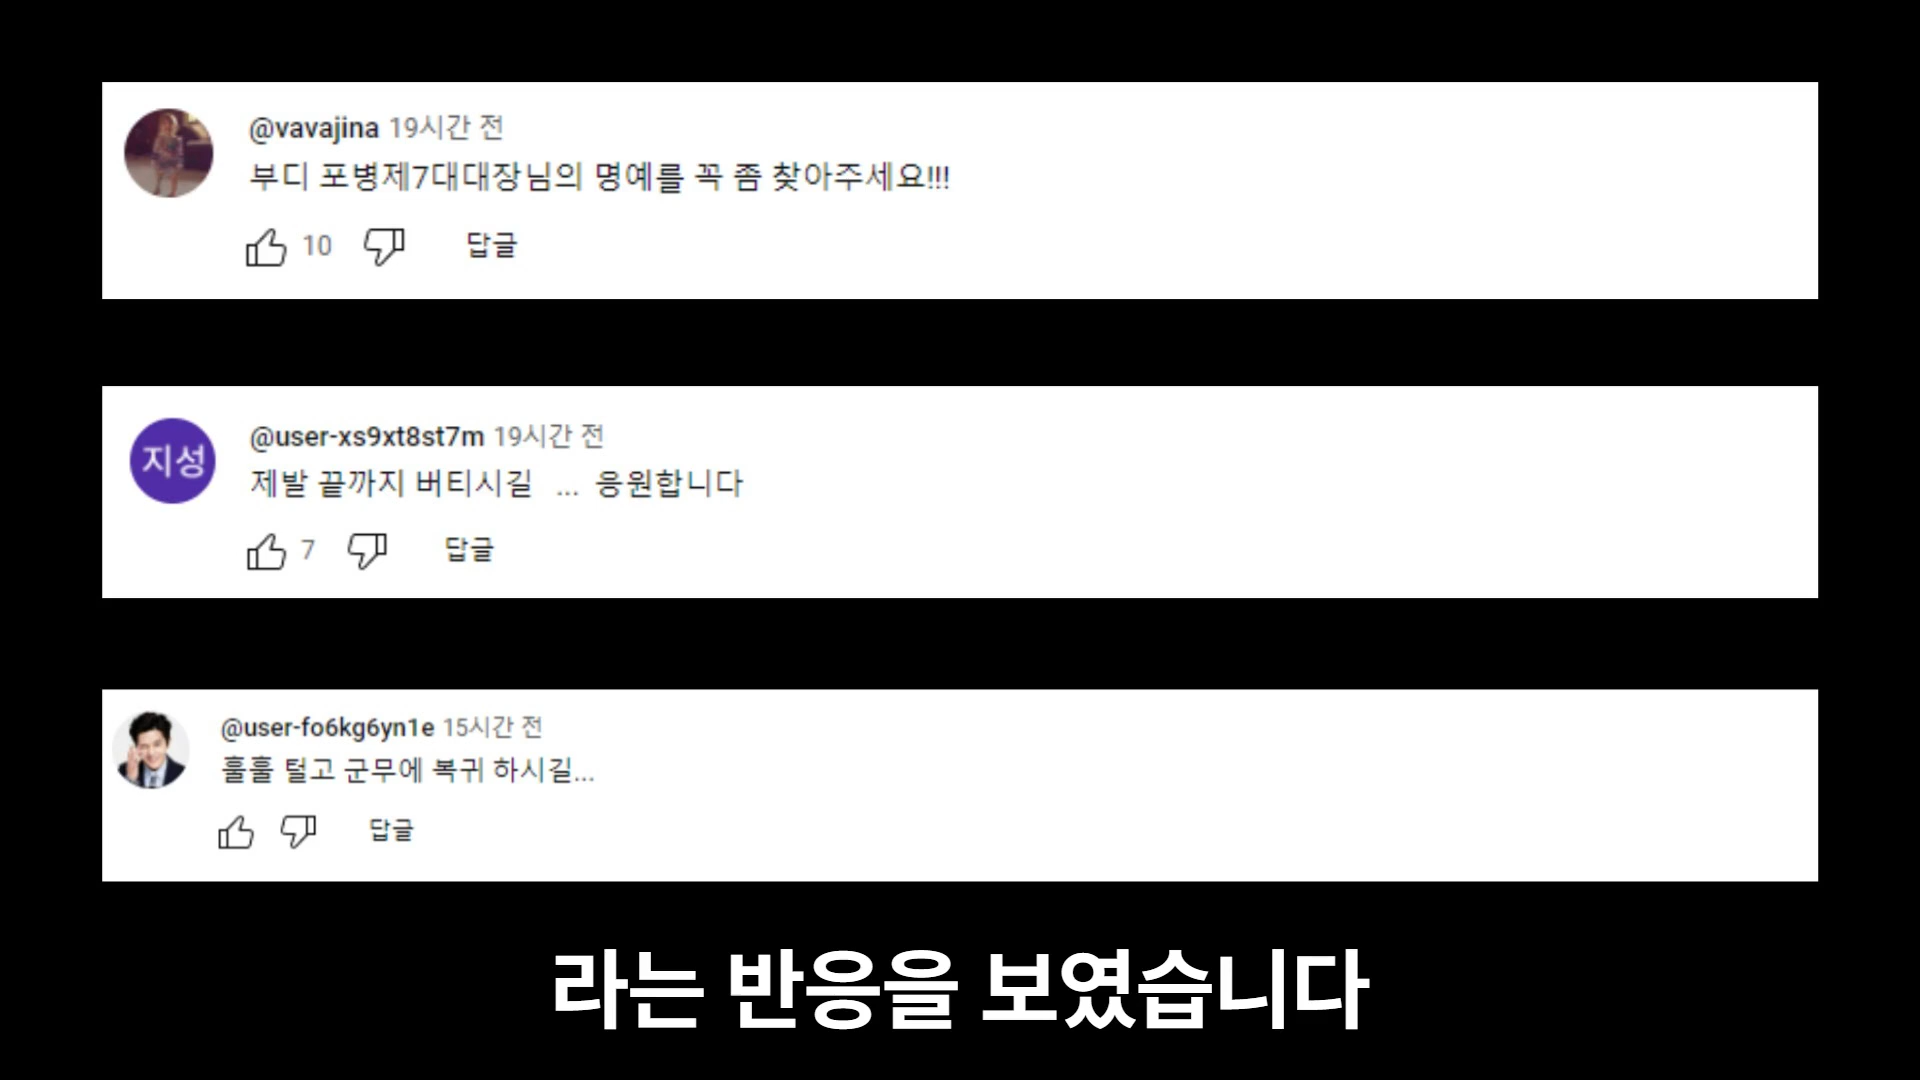 @vavajina 19시간 전
부디 포병제7대대장님의 명예를 꼭 좀 찾아주세요!!!
10 답글
지성
@user-xs9xt8st7m 19시간 전
제발 끝까지 버티시길 ... 응원합니다
7 답글
@user-fo6kg6yn1e 15시간 전
훌훌 털고 군무에 복귀 하시길...
답글
라는 반응을 보였습니다